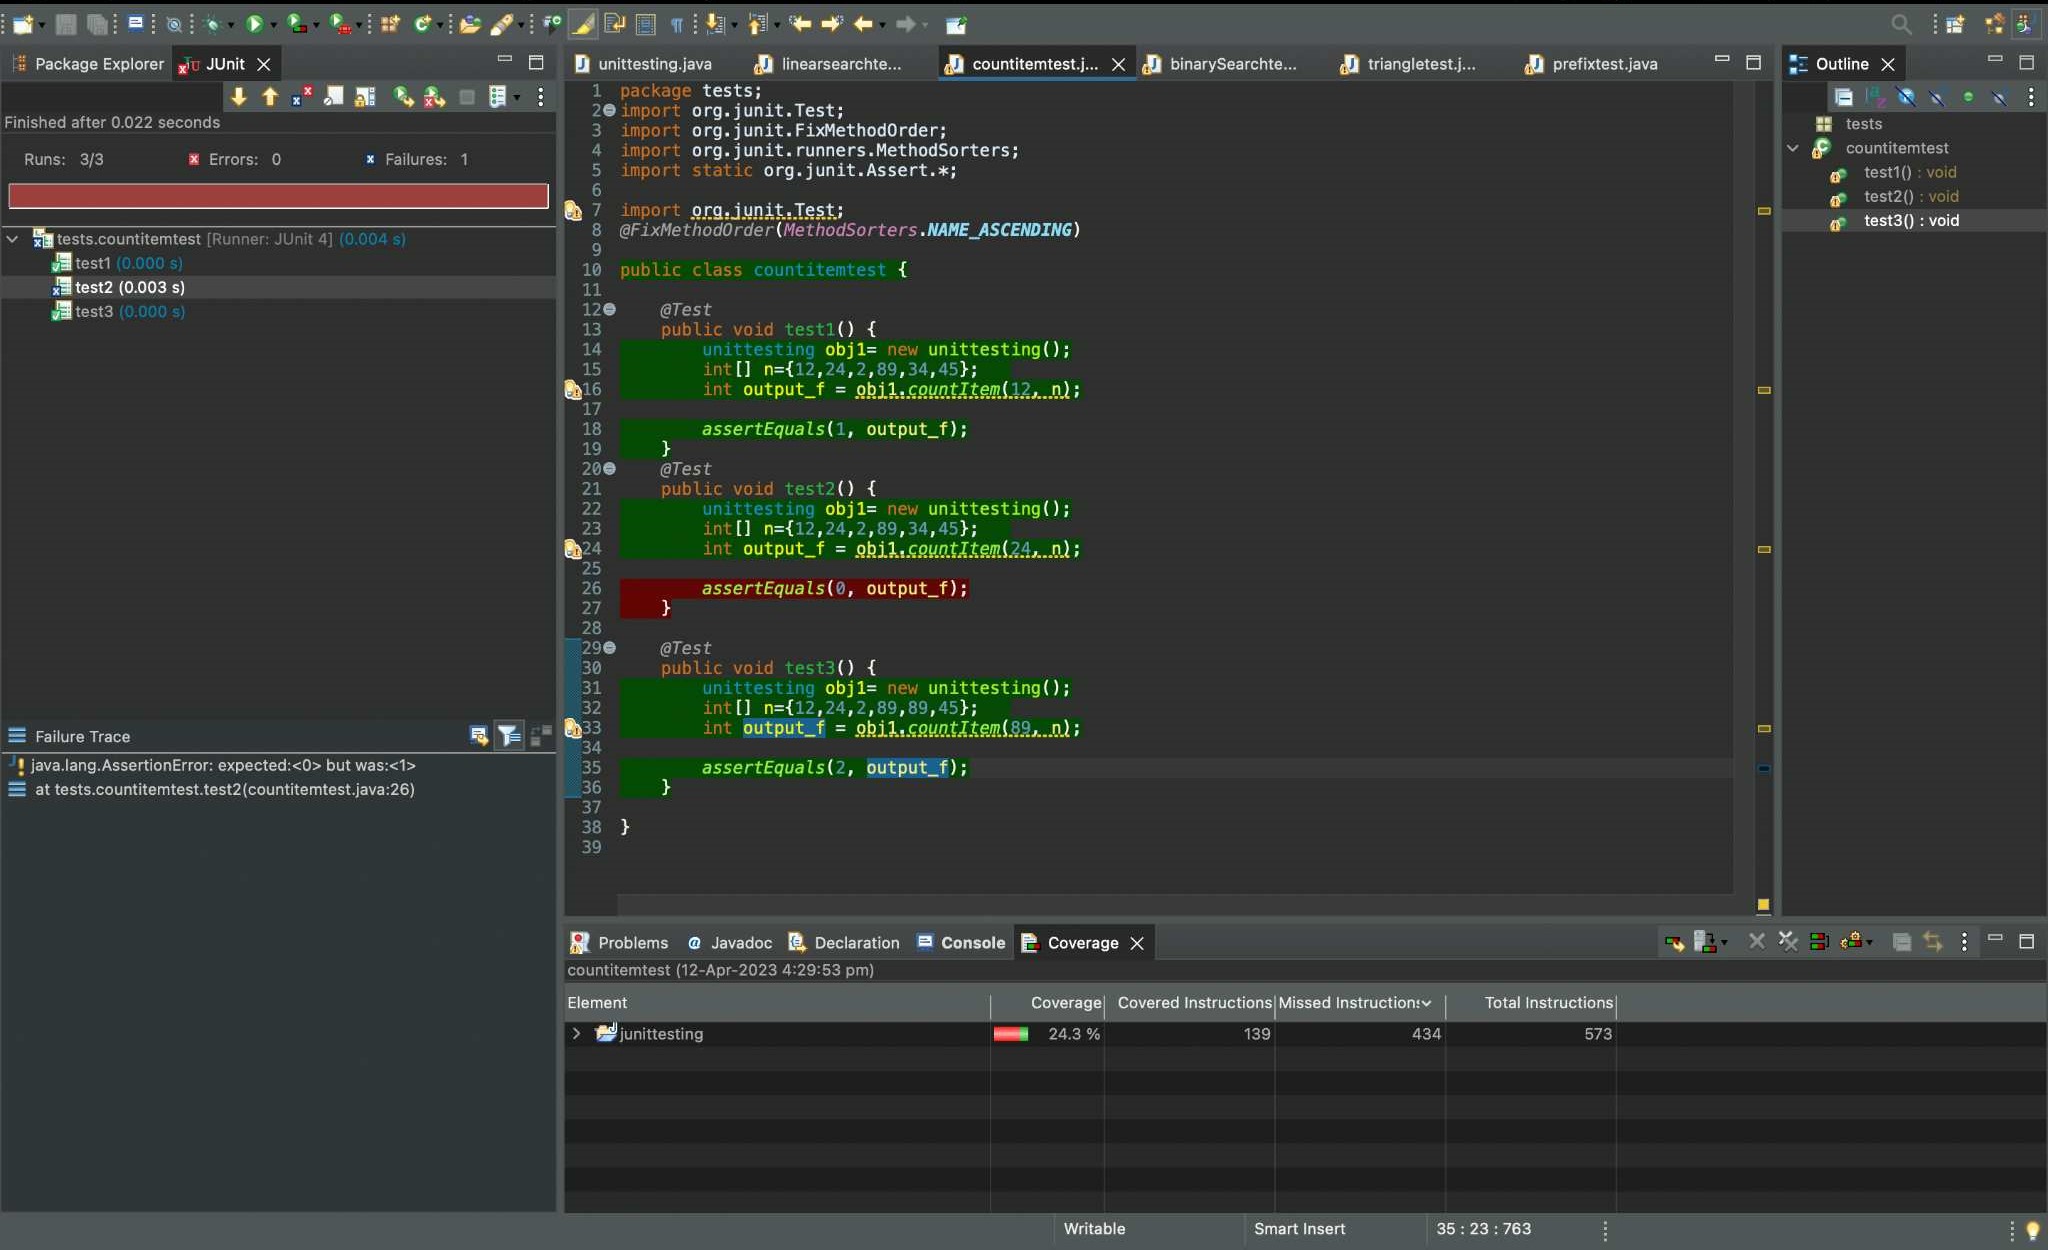 Package Explorer
JUnit
Finished after 0.022 seconds
Runs: 3/3 Errors: 0 Failures: 1
tests.countitemtest [Runner: JUnit 4] (0.004 s)
test1 (0.000 s)
test2 (0.003 s)
test3 (0.000 s)
Failure Trace
java.lang.AssertionError: expected:<0> but was:<1>
at tests.countitemtest.test2(countitemtest.java:26)
unittesting.java
linearsearchte...
countitemtest.j...
binarySearchte...
triangletest.j...
prefixtest.java
1 package tests;
2 import org.junit.Test;
3 import org.junit.FixMethodOrder;
4 import org.junit.runners.MethodSorters;
5 import static org.junit.Assert.*;
6
7 import org.junit.Test;
8 @FixMethodOrder(MethodSorters.NAME_ASCENDING)
9
10 public class countitemtest {
11
12 @Test
13 public void test1() {
14 unittesting obj1= new unittesting();
15 int[] n={12,24,2,89,34,45};
16 int output_f = obj1.countItem(12, n);
17
18 assertEquals(1, output_f);
19 }
20 @Test
21 public void test2() {
22 unittesting obj1= new unittesting();
23 int[] n={12,24,2,89,34,45};
24 int output_f = obj1.countItem(24, n);
25
26 assertEquals(0, output_f);
27 }
28
29 @Test
30 public void test3() {
31 unittesting obj1= new unittesting();
32 int[] n={12,24,2,89,89,45};
33 int output_f = obj1.countItem(89, n);
34
35 assertEquals(2, output_f);
36 }
37
38 }
39
Outline
tests
countitemtest
test1() : void
test2() : void
test3() : void
Problems
@ Javadoc
Declaration
Console
Coverage
countitemtest (12-Apr-2023 4:29:53 pm)
Element Coverage Covered Instructions Missed Instructions Total Instructions
junittesting 24.3 % 139 434 573
Writable Smart Insert 35 : 23 : 763